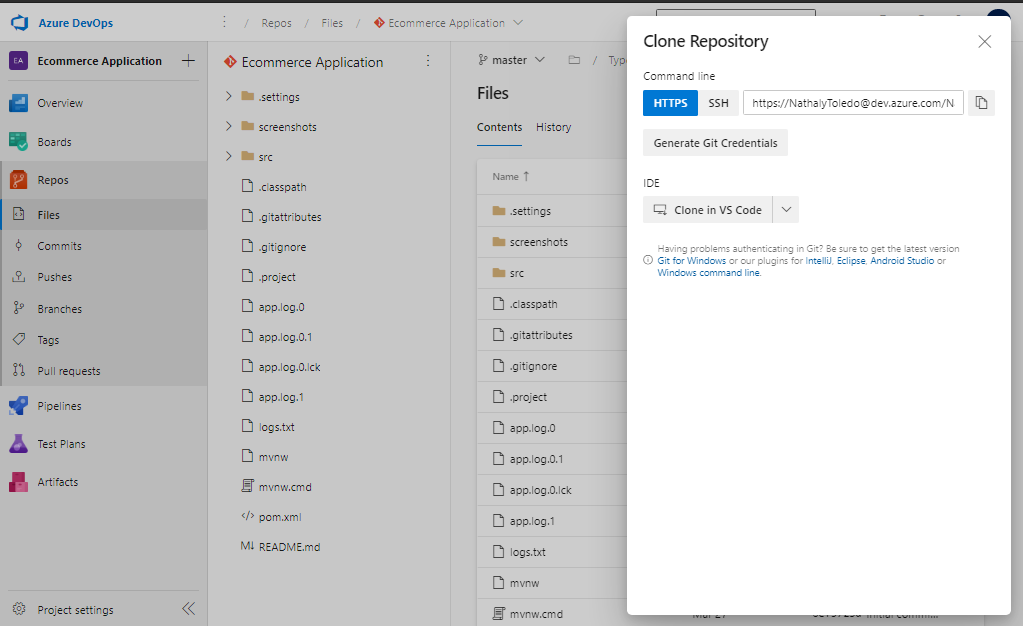 Azure DevOps
/ Repos / Files / Ecommerce Application
EA Ecommerce Application
Overview
Boards
Repos
Files
Commits
Pushes
Branches
Tags
Pull requests
Pipelines
Test Plans
Artifacts
Project settings
Ecommerce Application
.settings
screenshots
src
.classpath
.gitattributes
.gitignore
.project
app.log.0
app.log.0.1
app.log.0.lck
app.log.1
logs.txt
mvnw
mvnw.cmd
pom.xml
README.md
master / Typ
Files
Contents History
Name
.settings
screenshots
src
.classpath
.gitattributes
.gitignore
.project
app.log.0
app.log.0.1
app.log.0.lck
app.log.1
logs.txt
mvnw
mvnw.cmd
Clone Repository
Command line
HTTPS SSH https://NathalyToledo@dev.azure.com/N
Generate Git Credentials
IDE
Clone in VS Code
Having problems authenticating in Git? Be sure to get the latest version
Git for Windows or our plugins for IntelliJ, Eclipse, Android Studio or
Windows command line.